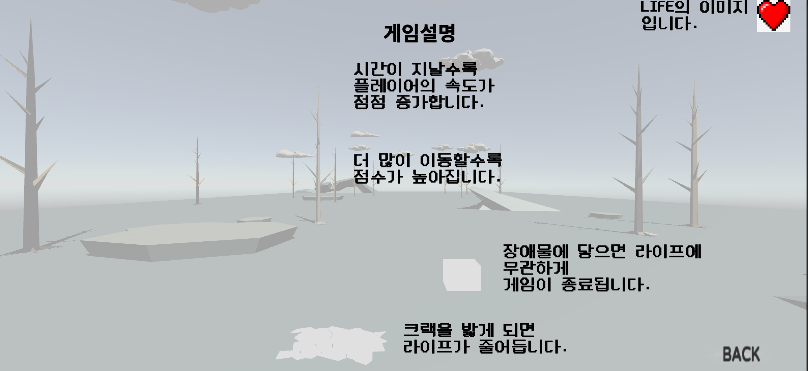 LIFE의 이미지
입니다.
게임설명
시간이 지날수록
플레이어의 속도가
점점 증가합니다.
더 많이 이동할수록
점수가 높아집니다.
장애물에 닿으면 라이프에
무관하게
게임이 종료됩니다.
크랙을 밟게 되면
라이프가 줄어듭니다.
BACK